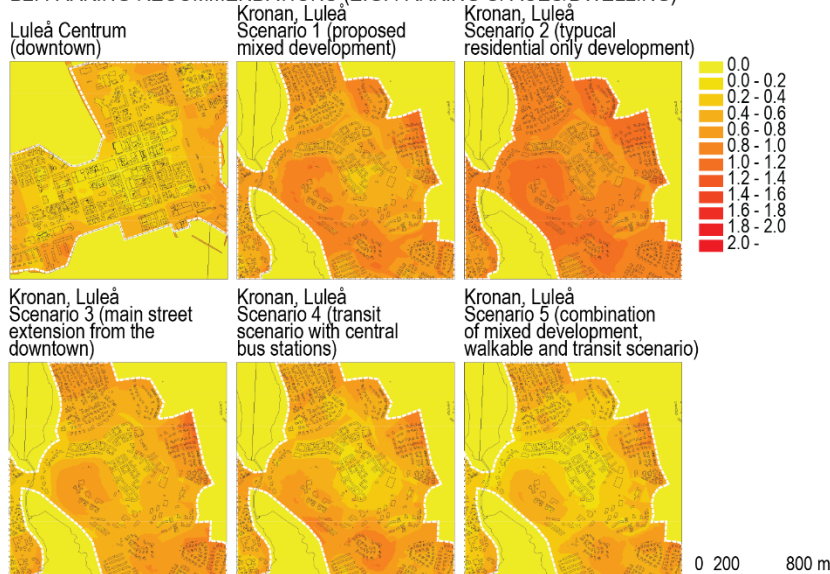 Luleå Centrum
(downtown)
Kronan, Luleå
Scenario 1 (proposed
mixed development)
Kronan, Luleå
Scenario 2 (typucal
residential only development)
0.0
0.0 - 0.2
0.2 - 0.4
0.4 - 0.6
0.6 - 0.8
0.8 - 1.0
1.0 - 1.2
1.2 - 1.4
1.4 - 1.6
1.6 - 1.8
1.8 - 2.0
2.0 -
Kronan, Luleå
Scenario 3 (main street
extension from the
downtown)
Kronan, Luleå
Scenario 4 (transit
scenario with central
bus stations)
Kronan, Luleå
Scenario 5 (combination
of mixed development,
walkable and transit scenario)
0 200 800 m